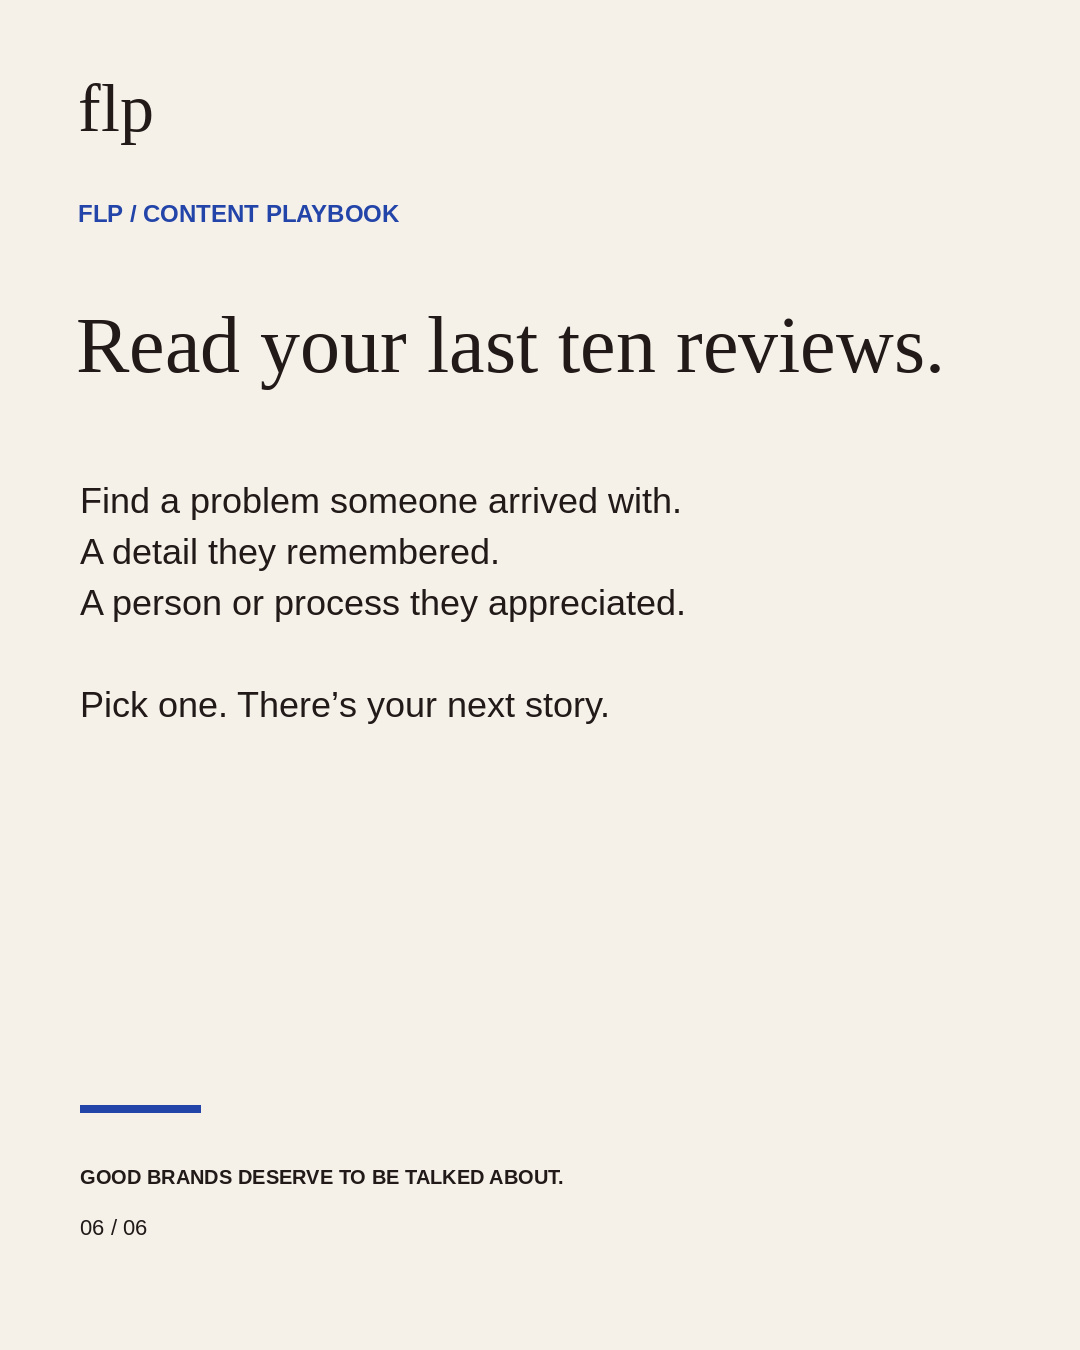 flp
FLP / CONTENT PLAYBOOK
Read your last ten reviews.
Find a problem someone arrived with.
A detail they remembered.
A person or process they appreciated.
Pick one. There’s your next story.
GOOD BRANDS DESERVE TO BE TALKED ABOUT.
06 / 06